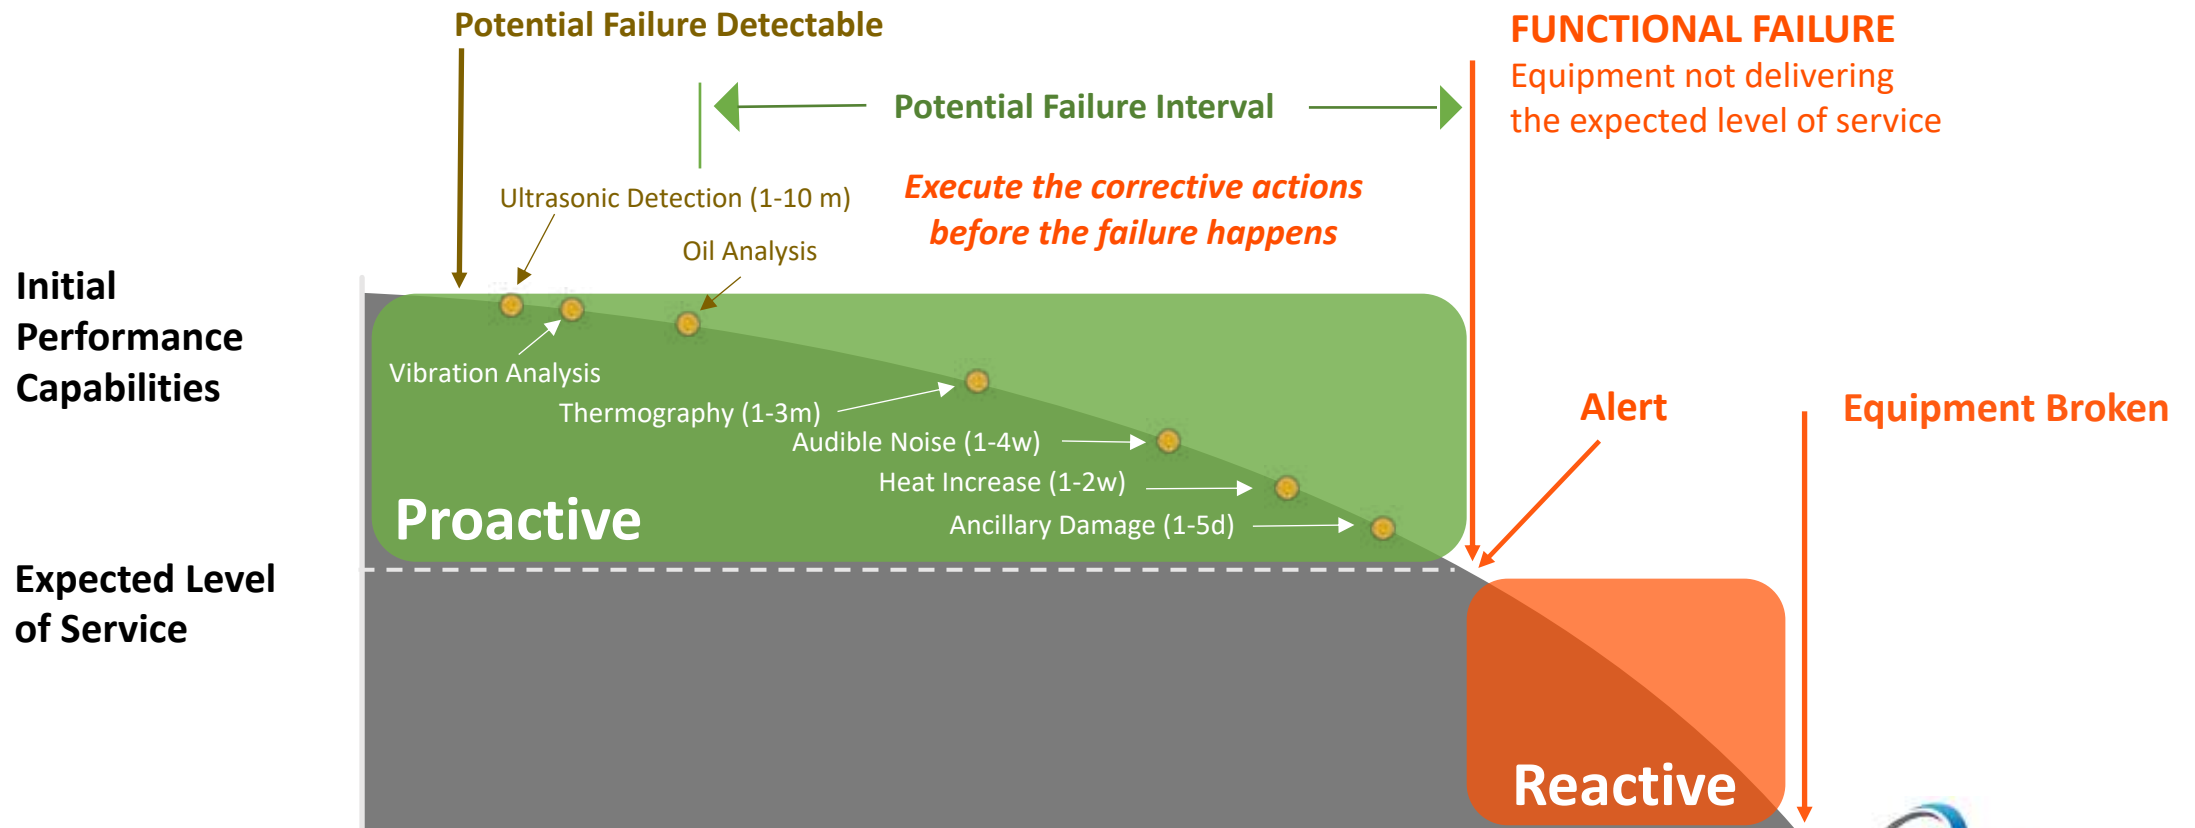 Potential Failure Detectable
FUNCTIONAL FAILURE
Equipment not delivering
the expected level of service
Potential Failure Interval
Execute the corrective actions
before the failure happens
Ultrasonic Detection (1-10 m)
Oil Analysis
Initial
Performance
Capabilities
Vibration Analysis
Thermography (1-3m)
Audible Noise (1-4w)
Heat Increase (1-2w)
Ancillary Damage (1-5d)
Proactive
Alert
Equipment Broken
Expected Level
of Service
Reactive